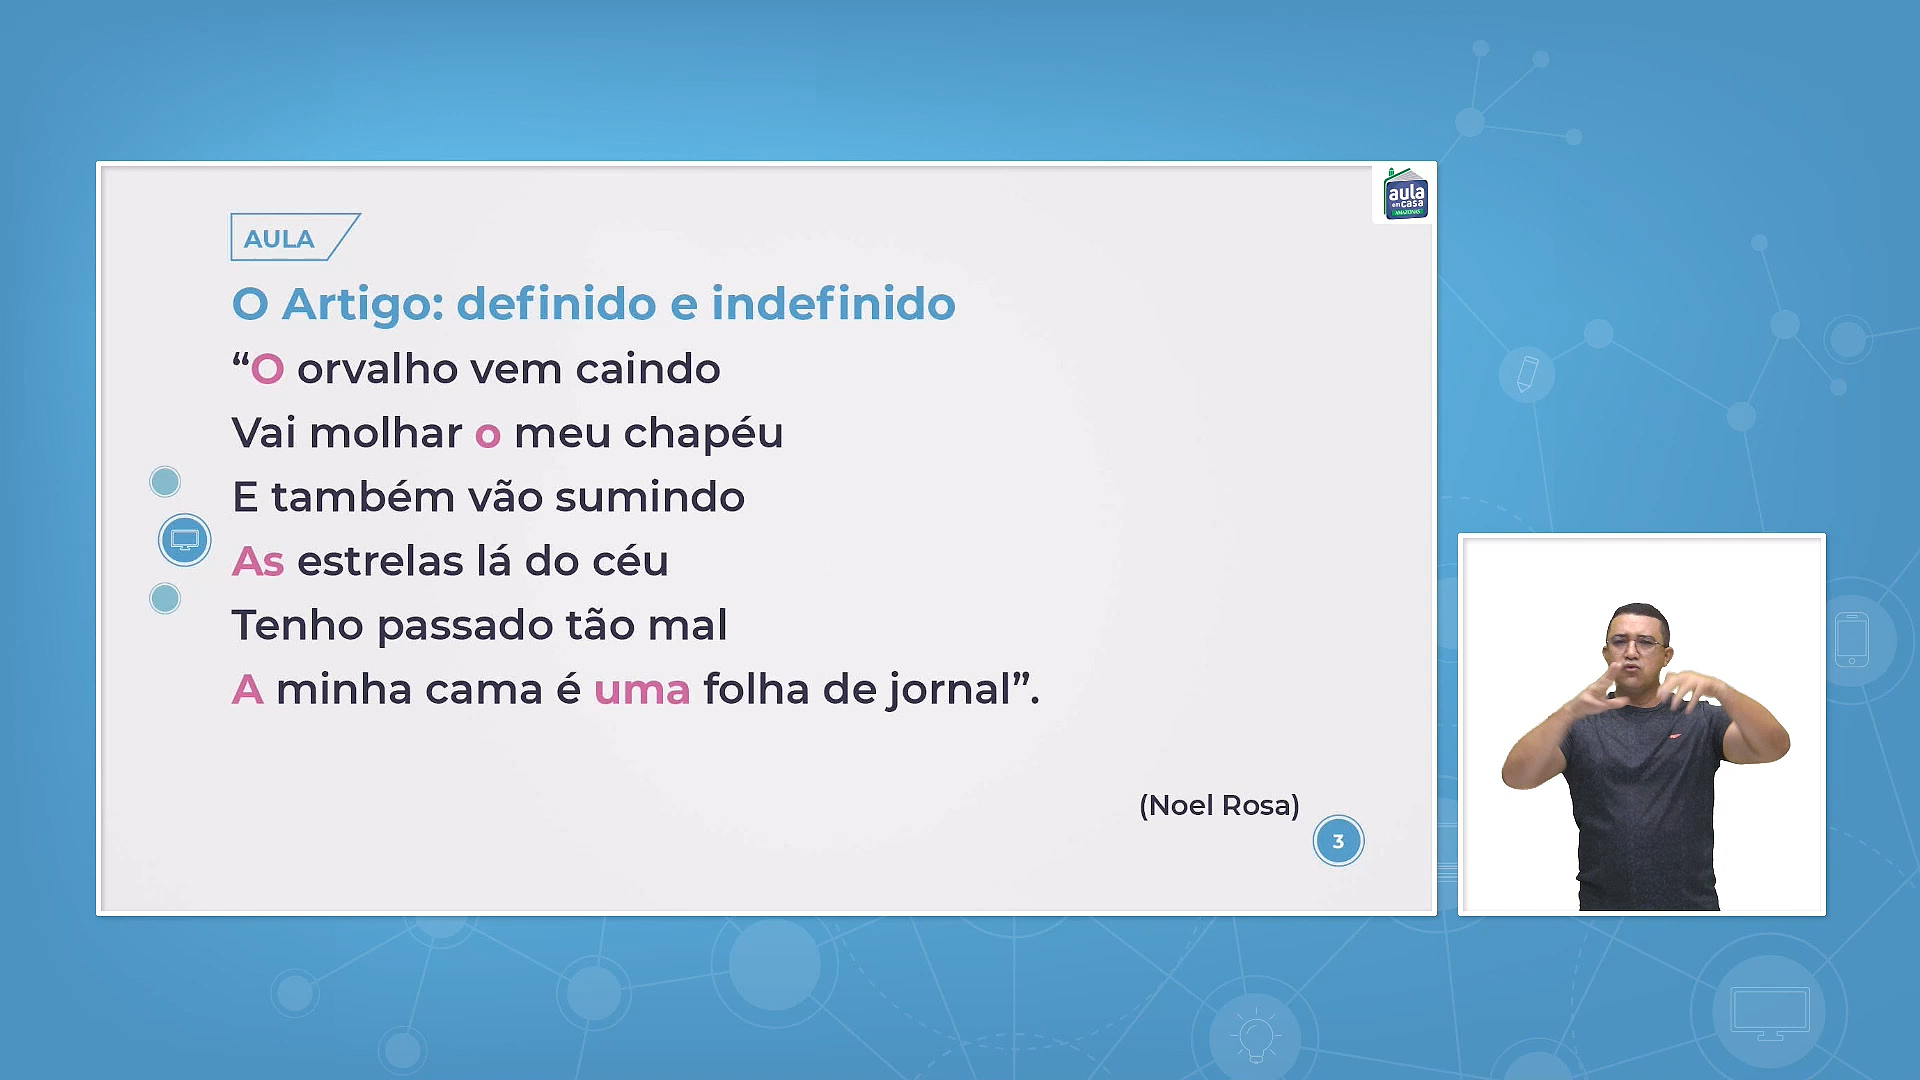 aula
em casa
AMAZONAS
AULA
O Artigo: definido e indefinido
“O orvalho vem caindo
Vai molhar o meu chapéu
E também vão sumindo
As estrelas lá do céu
Tenho passado tão mal
A minha cama é uma folha de jornal”.
(Noel Rosa)
3